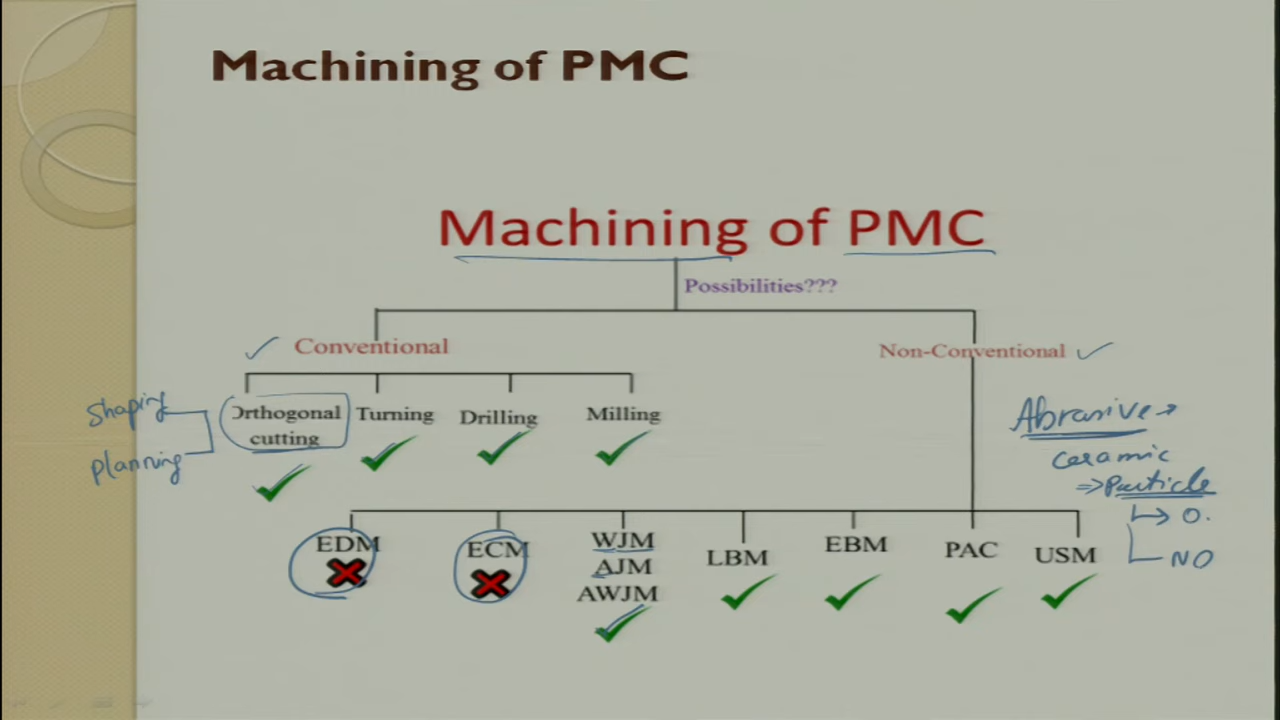 Machining of PMC
Machining of PMC
Possibilities???
Conventional
Non-Conventional
Shaping
planning
Orthogonal
cutting
Turning
Drilling
Milling
Abrasive →
ceramic
⇒ Particle
↳ O.
NO
EDM
ECM
WJM
AJM
AWJM
LBM
EBM
PAC
USM